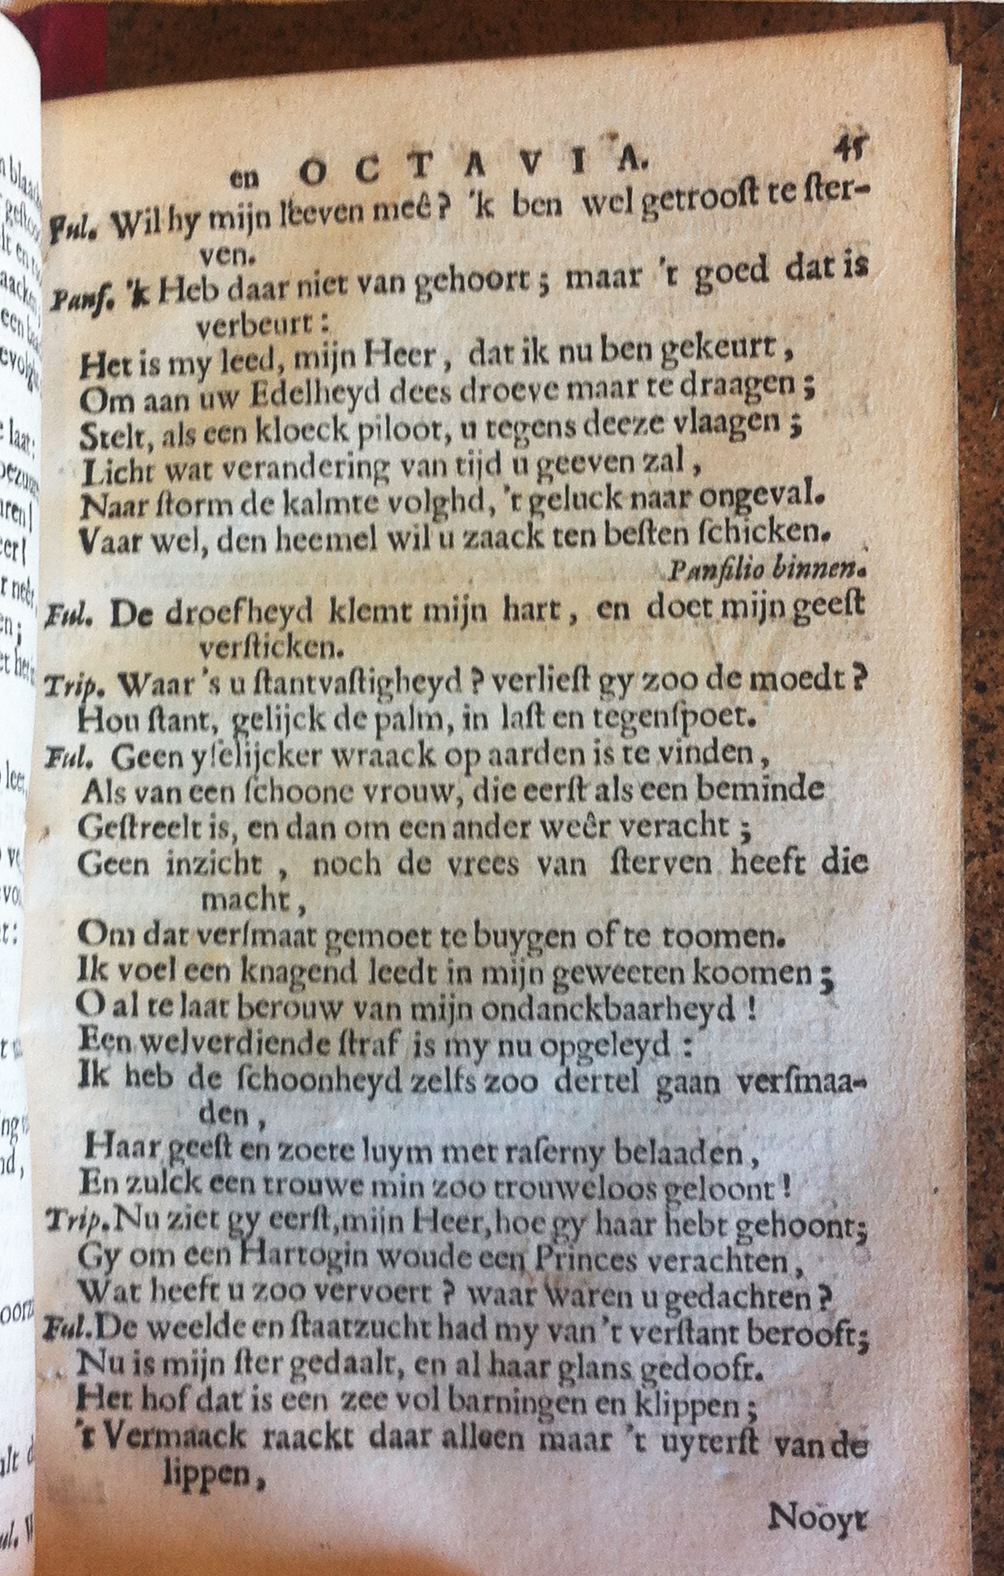 en OCTAVIA. 45
Ful. Wil hy mijn leeven meê? 'k ben wel getrooſt te ſter-
ven.
Panſ. 'k Heb daar niet van gehoort; maar 't goed dat is
verbeurt:
Het is my leed, mijn Heer, dat ik nu ben gekeurt,
Om aan uw Edelheyd dees droeve maar te draagen;
Stelt, als een kloeck piloot, u tegens deeze vlaagen;
Licht wat verandering van tijd u geeven zal,
Naar ſtorm de kalmte volghd, 't geluck naar ongeval.
Vaar wel, den heemel wil u zaack ten beſten ſchicken.
Panſilio binnen.
Ful. De droefheyd klemt mijn hart, en doet mijn geeſt
verſticken.
Trip. Waar 's u ſtantvaſtigheyd? verlieſt gy zoo de moedt?
Hou ſtant, gelijck de palm, in laſt en tegenſpoet.
Ful. Geen yſelijcker wraack op aarden is te vinden,
Als van een ſchoone vrouw, die eerſt als een beminde
Geſtreelt is, en dan om een ander weêr veracht;
Geen inzicht, noch de vrees van ſterven heeft die
macht,
Om dat verſmaat gemoet te buygen of te toomen.
Ik voel een knagend leedt in mijn geweeten koomen;
O al te laat berouw van mijn ondanckbaarheyd!
Een welverdiende ſtraf is my nu opgeleyd:
Ik heb de ſchoonheyd zelfs zoo dertel gaan verſmaa-
den,
Haar geeſt en zoete luym met raſerny belaaden,
En zulck een trouwe min zoo trouweloos geloont!
Trip. Nu ziet gy eerſt, mijn Heer, hoe gy haar hebt gehoont;
Gy om een Hartogin woude een Princes verachten,
Wat heeft u zoo vervoert? waar waren u gedachten?
Ful. De weelde en ſtaatzucht had my van 't verſtant berooft;
Nu is mijn ſter gedaalt, en al haar glans gedooft.
Het hof dat is een zee vol barningen en klippen;
't Vermaack raackt daar alleen maar 't uyterſt van de
lippen,
Nooyt